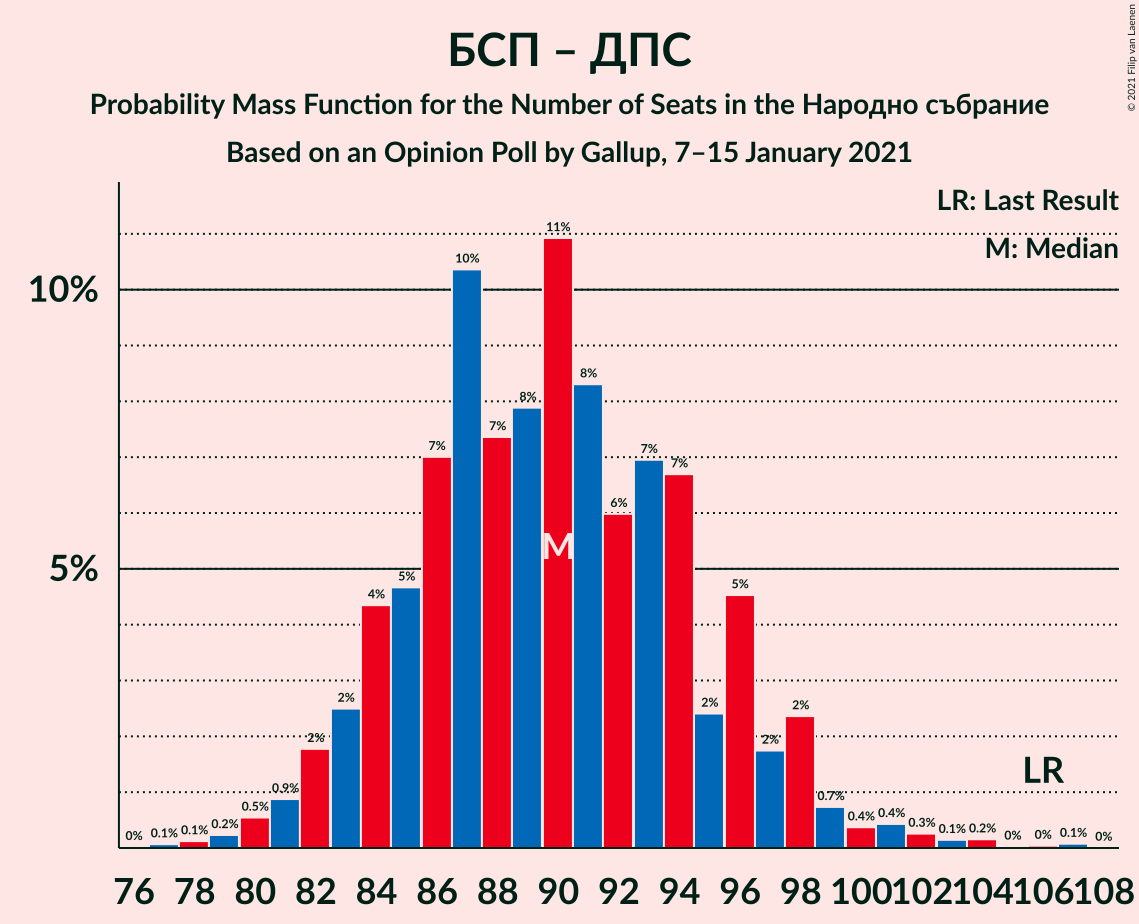 БСП – ДПС
Probability Mass Function for the Number of Seats in the Народно събрание
Based on an Opinion Poll by Gallup, 7–15 January 2021
© 2021 Filip van Laenen
LR: Last Result
M: Median
10%
5%
0% 0.1% 0.1% 0.2% 0.5% 0.9% 2% 2% 4% 5% 7% 10% 7% 8% 11% 8% 6% 7% 7% 2% 5% 2% 2% 0.7% 0.4% 0.4% 0.3% 0.1% 0.2% 0% 0% 0.1% 0%
M
LR
76 78 80 82 84 86 88 90 92 94 96 98 100 102 104 106 108